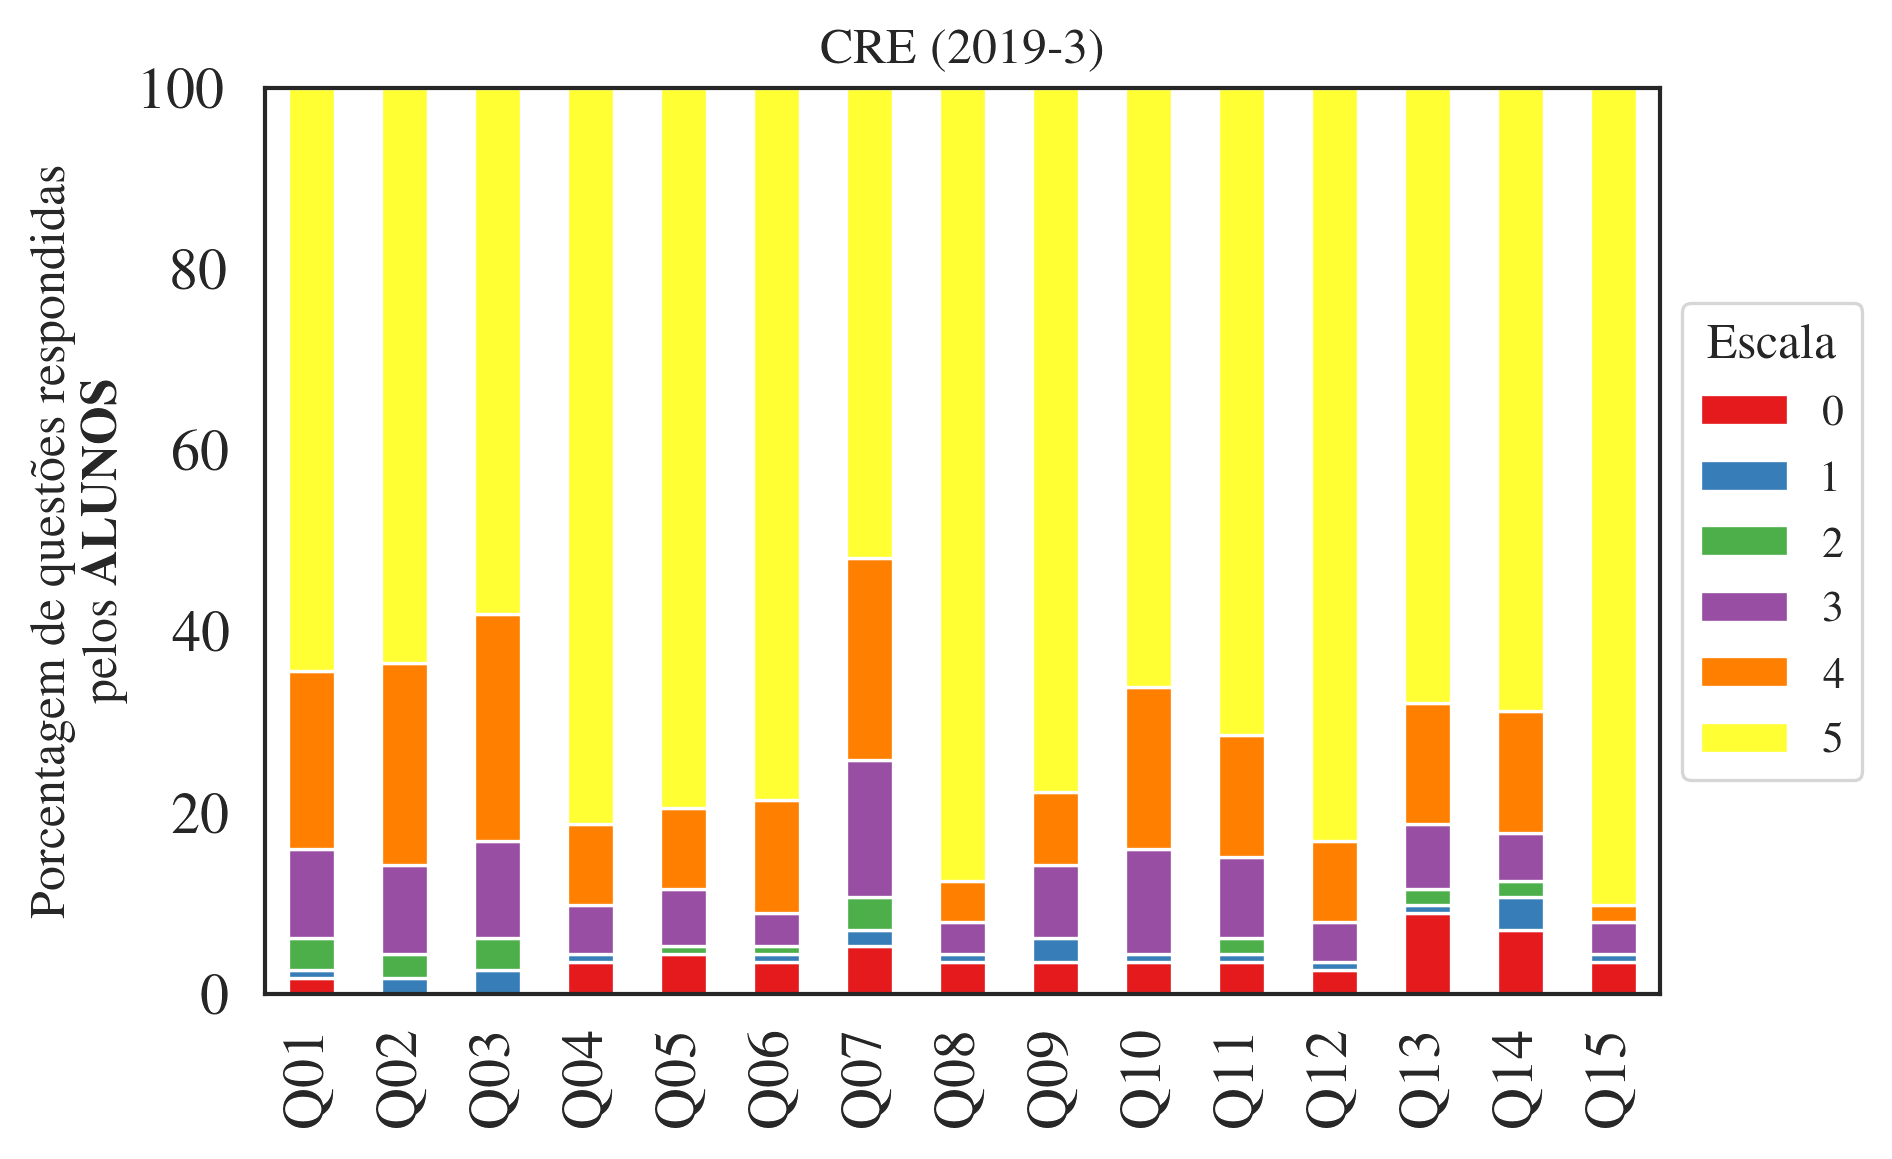 CRE (2019-3)
Porcentagem de questões respondidas
pelos ALUNOS
100
80
60
40
20
0
Q01
Q02
Q03
Q04
Q05
Q06
Q07
Q08
Q09
Q10
Q11
Q12
Q13
Q14
Q15
Escala
0
1
2
3
4
5